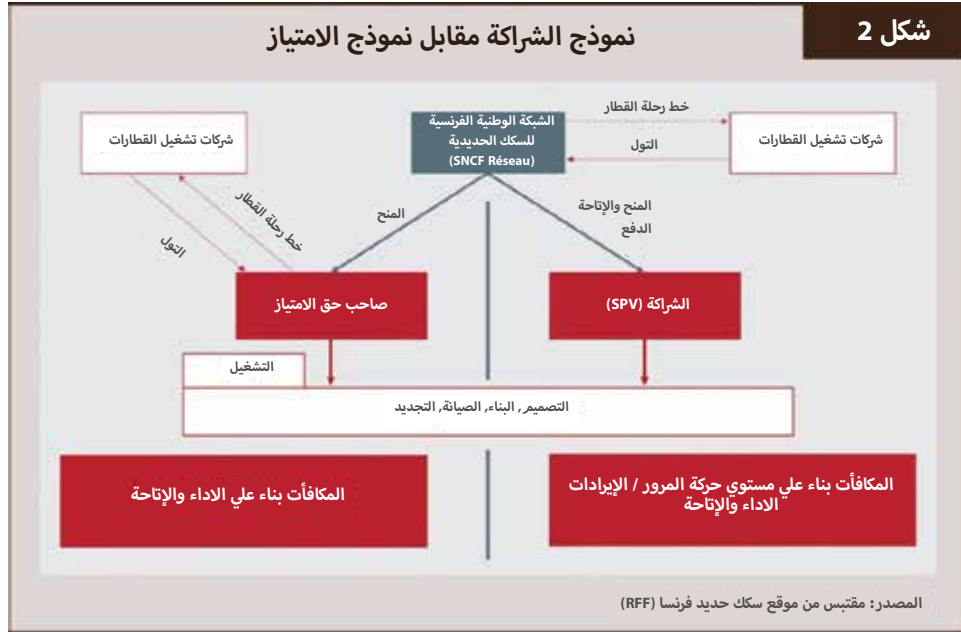 شكل 2
نموذج الشراكة مقابل نموذج الامتياز
شركات تشغيل القطارات
خط رحلة القطار
التول
الشبكة الوطنية الفرنسية
للسكك الحديدية
(SNCF Réseau)
شركات تشغيل القطارات
المنح والإتاحة
الدفع
المنح
خط رحلة القطار
التول
الشراكة (SPV)
صاحب حق الامتياز
التشغيل
التصميم, البناء, الصيانة, التجديد
المكافأت بناء علي مستوي حركة المرور / الإيرادات
الاداء والإتاحة
المكافأت بناء علي الاداء والإتاحة
المصدر: مقتبس من موقع سكك حديد فرنسا (RFF)